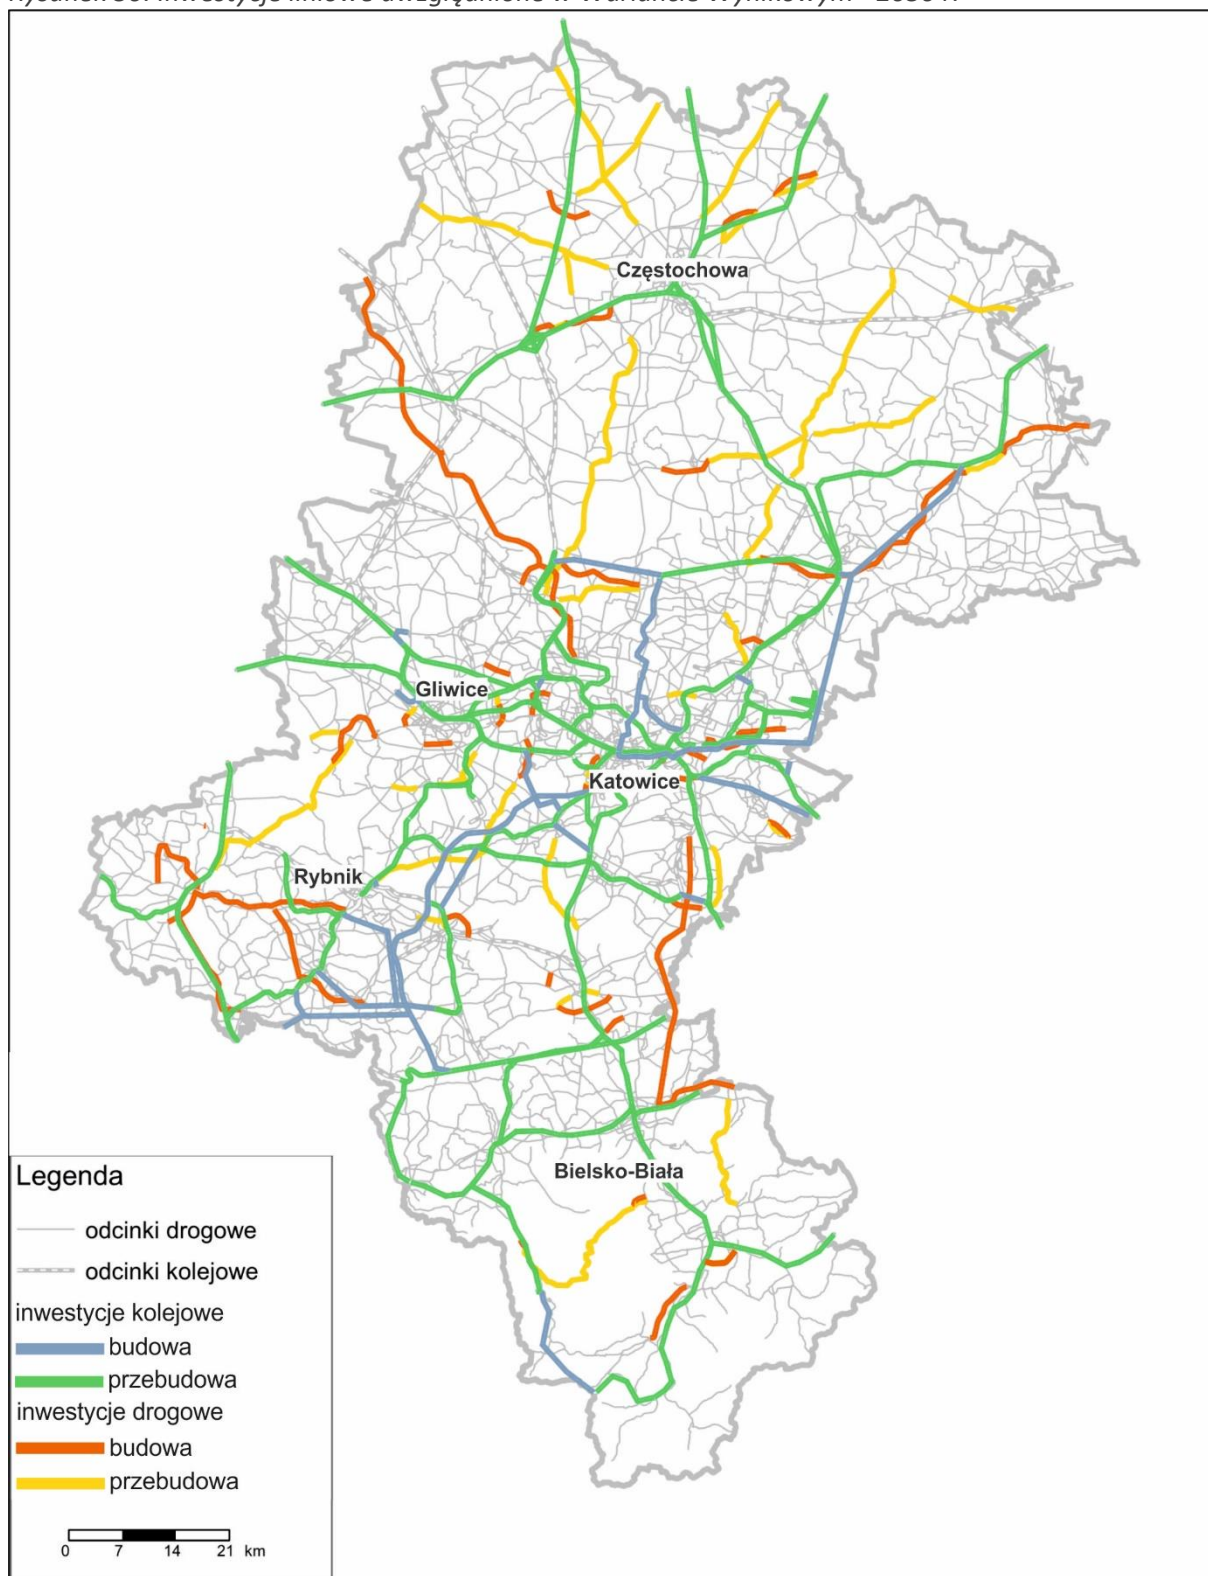 Częstochowa
Gliwice
Katowice
Rybnik
Bielsko-Biała
Legenda
odcinki drogowe
odcinki kolejowe
inwestycje kolejowe
budowa
przebudowa
inwestycje drogowe
budowa
przebudowa
0 7 14 21 km